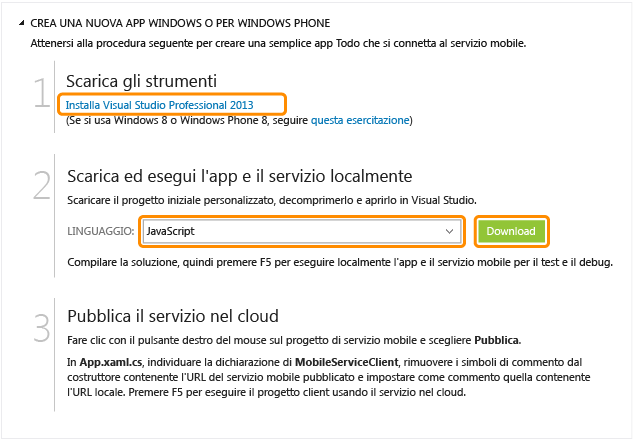 CREA UNA NUOVA APP WINDOWS O PER WINDOWS PHONE
Attenersi alla procedura seguente per creare una semplice app Todo che si connetta al servizio mobile.
1
Scarica gli strumenti
Installa Visual Studio Professional 2013
(Se si usa Windows 8 o Windows Phone 8, seguire questa esercitazione)
2
Scarica ed esegui l'app e il servizio localmente
Scaricare il progetto iniziale personalizzato, decomprimerlo e aprirlo in Visual Studio.
LINGUAGGIO: JavaScript Download
Compilare la soluzione, quindi premere F5 per eseguire localmente l'app e il servizio mobile per il test e il debug.
3
Pubblica il servizio nel cloud
Fare clic con il pulsante destro del mouse sul progetto di servizio mobile e scegliere Pubblica.
In App.xaml.cs, individuare la dichiarazione di MobileServiceClient, rimuovere i simboli di commento dal
costruttore contenente l'URL del servizio mobile pubblicato e impostare come commento quella contenente
l'URL locale. Premere F5 per eseguire il progetto client usando il servizio nel cloud.